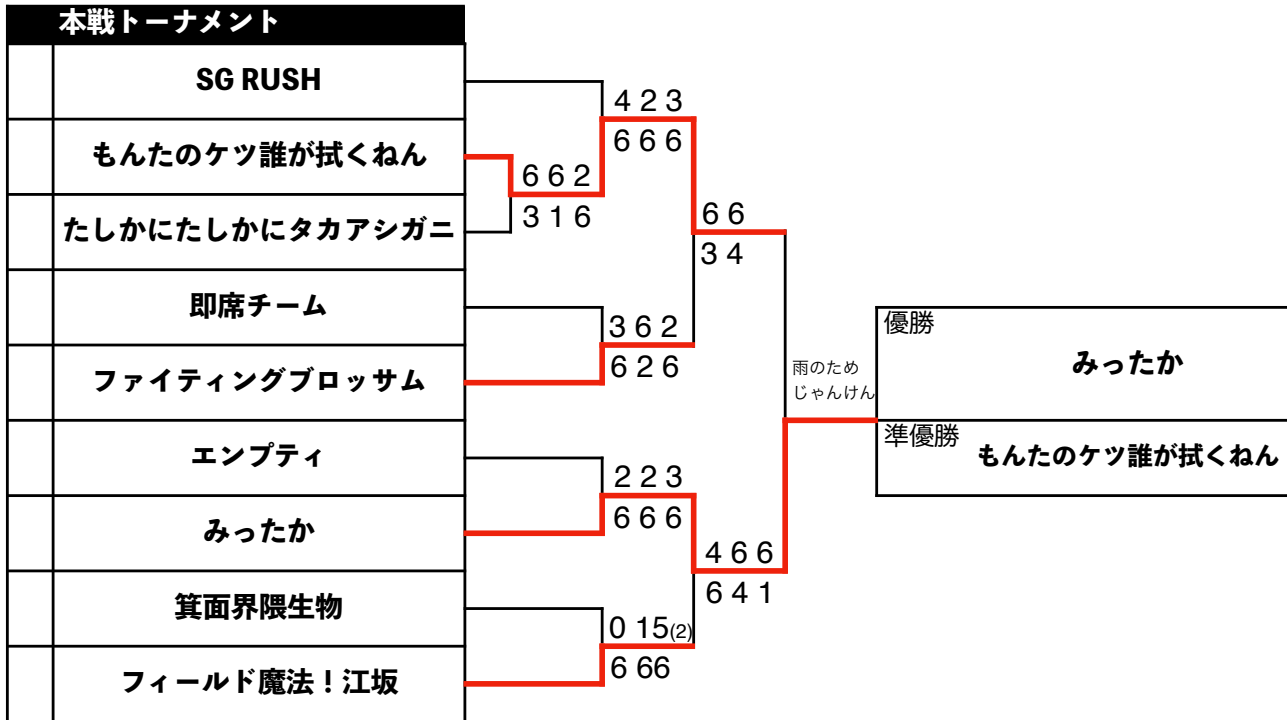 本戦トーナメント
SG RUSH
もんたのケツ誰が拭くねん
たしかにたしかにタカアシガニ
即席チーム
ファイティングブロッサム
エンプティ
みったか
箕面界隈生物
フィールド魔法！江坂
6 6 2
3 1 6
4 2 3
6 6 6
3 6 2
6 2 6
2 2 3
6 6 6
0 15(2)
6 66
6 6
3 4
4 6 6
6 4 1
雨のため
じゃんけん
優勝
みったか
準優勝
もんたのケツ誰が拭くねん